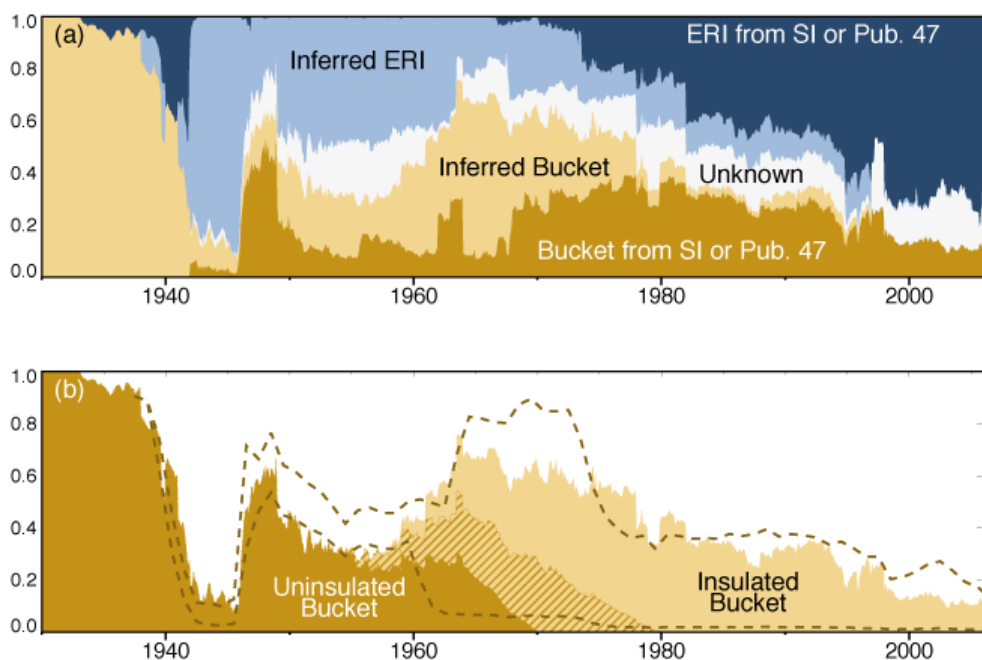 1.0
(a)
ERI from SI or Pub. 47
0.8
Inferred ERI
0.6
0.4
Inferred Bucket
Unknown
0.2
Bucket from SI or Pub. 47
0.0
1940
1960
1980
2000
1.0
(b)
0.8
0.6
0.4
0.2
Uninsulated
Bucket
Insulated
Bucket
0.0
1940
1960
1980
2000